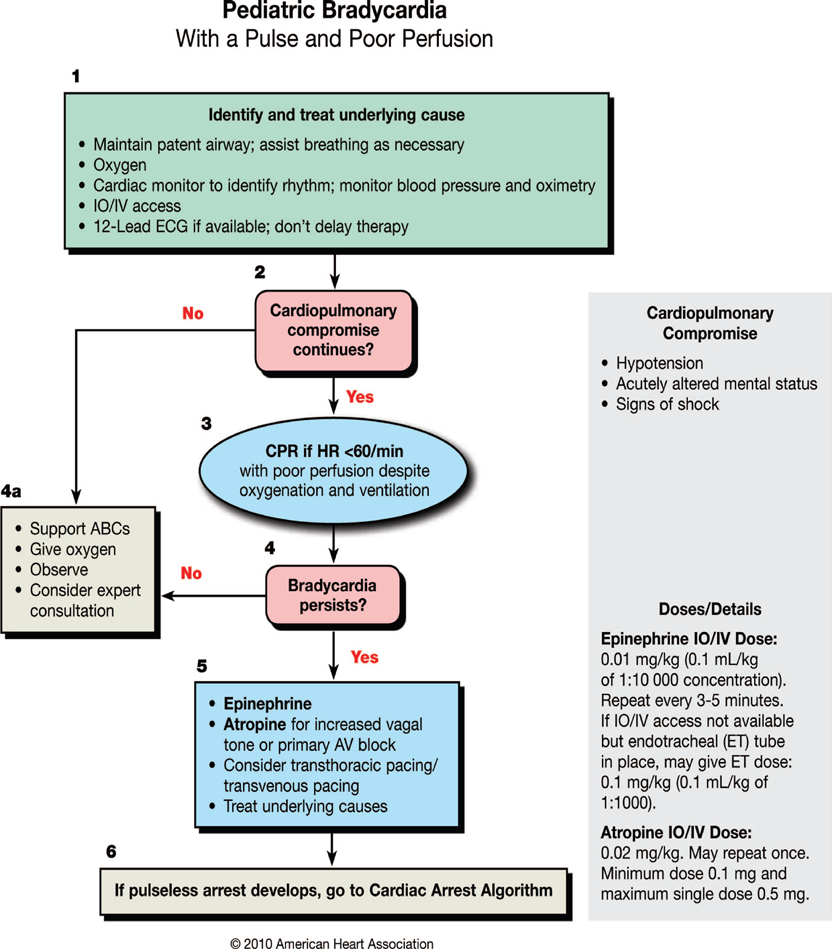 Pediatric Bradycardia
With a Pulse and Poor Perfusion
1
Identify and treat underlying cause
• Maintain patent airway; assist breathing as necessary
• Oxygen
• Cardiac monitor to identify rhythm; monitor blood pressure and oximetry
• IO/IV access
• 12-Lead ECG if available; don't delay therapy
2
Cardiopulmonary
compromise
continues?
No
Yes
3
CPR if HR <60/min
with poor perfusion despite
oxygenation and ventilation
4a
• Support ABCs
• Give oxygen
• Observe
• Consider expert
consultation
4
Bradycardia
persists?
No
Yes
5
• Epinephrine
• Atropine for increased vagal
tone or primary AV block
• Consider transthoracic pacing/
transvenous pacing
• Treat underlying causes
6
If pulseless arrest develops, go to Cardiac Arrest Algorithm
Cardiopulmonary
Compromise
• Hypotension
• Acutely altered mental status
• Signs of shock
Doses/Details
Epinephrine IO/IV Dose:
0.01 mg/kg (0.1 mL/kg
of 1:10 000 concentration).
Repeat every 3-5 minutes.
If IO/IV access not available
but endotracheal (ET) tube
in place, may give ET dose:
0.1 mg/kg (0.1 mL/kg of
1:1000).
Atropine IO/IV Dose:
0.02 mg/kg. May repeat once.
Minimum dose 0.1 mg and
maximum single dose 0.5 mg.
© 2010 American Heart Association